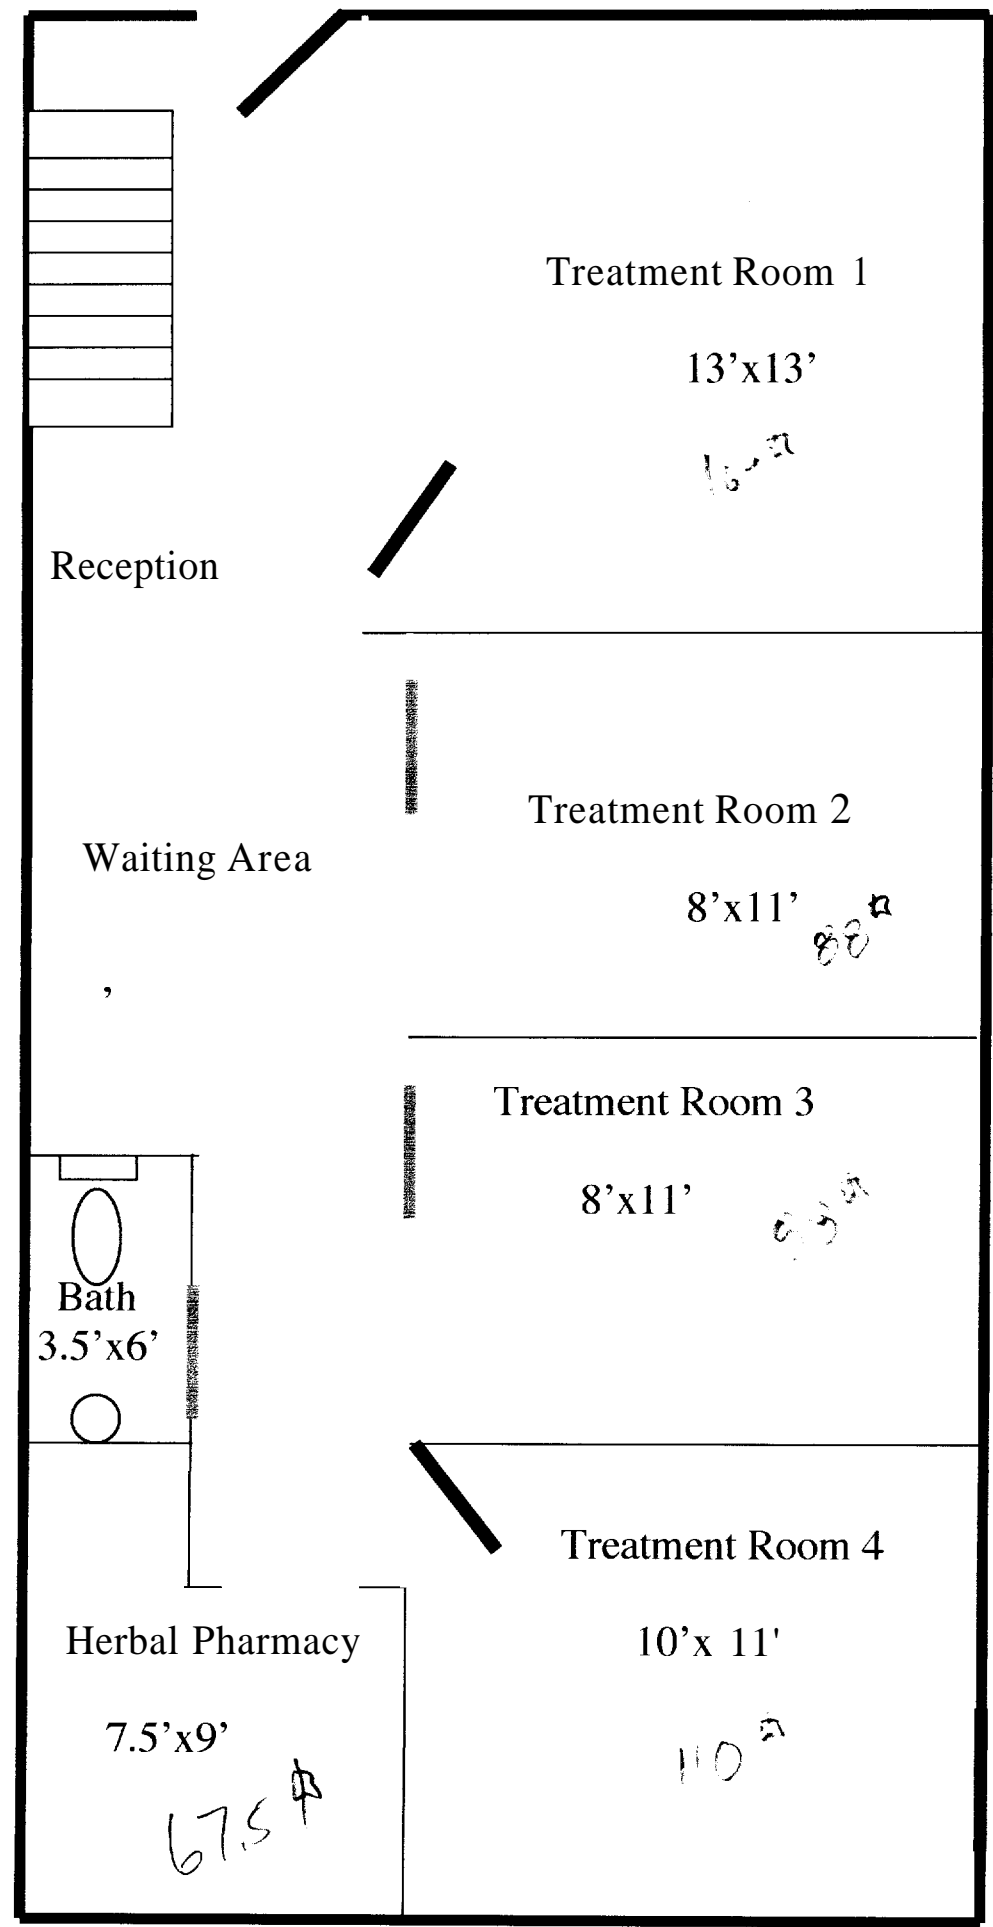 Treatment Room 1
13’x13’
Reception
Treatment Room 2
Waiting Area
8’x11’
88
’
Treatment Room 3
8’x11’
Bath
3.5’x6’
Treatment Room 4
Herbal Pharmacy
10’x 11'
7.5’x9’
110
67.5